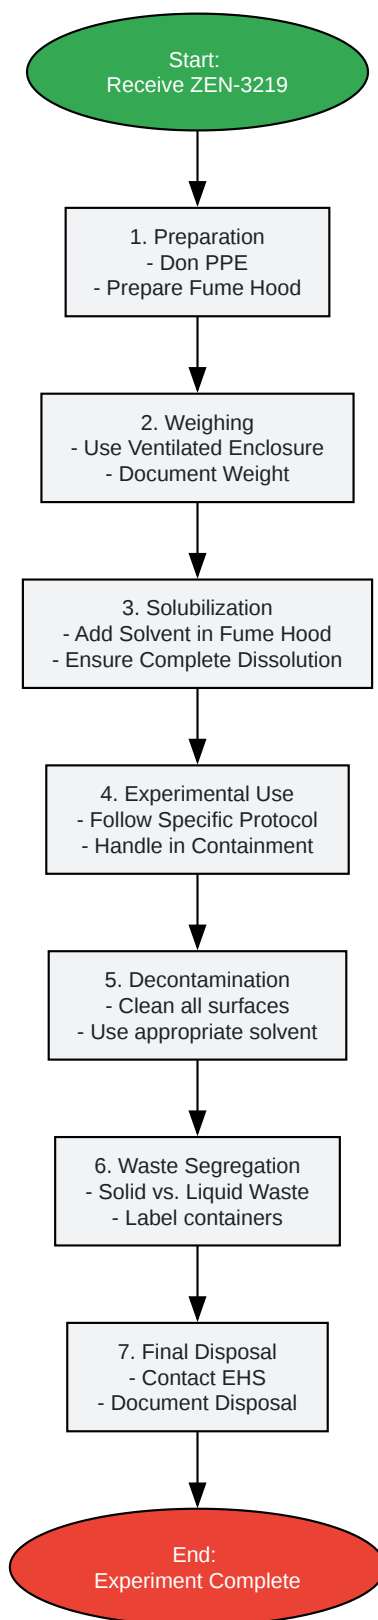 Start:
Receive ZEN-3219
1. Preparation
- Don PPE
- Prepare Fume Hood
2. Weighing
- Use Ventilated Enclosure
- Document Weight
3. Solubilization
- Add Solvent in Fume Hood
- Ensure Complete Dissolution
4. Experimental Use
- Follow Specific Protocol
- Handle in Containment
5. Decontamination
- Clean all surfaces
- Use appropriate solvent
6. Waste Segregation
- Solid vs. Liquid Waste
- Label containers
7. Final Disposal
- Contact EHS
- Document Disposal
End:
Experiment Complete